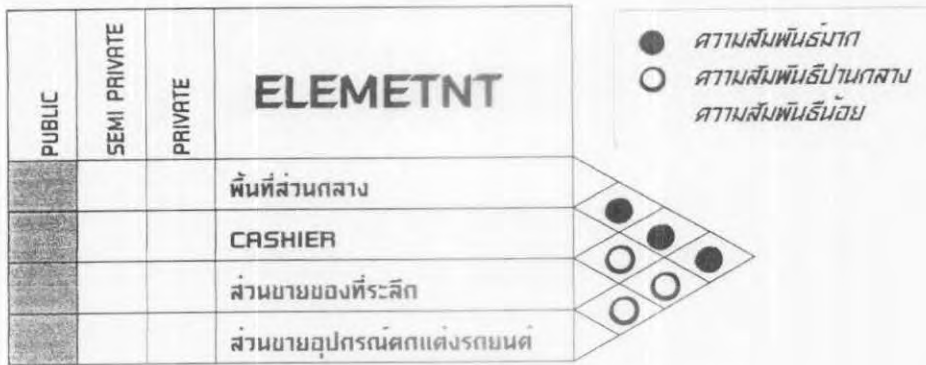 PUBLIC
SEMI PRIVATE
PRIVATE
ELEMETNT
พื้นที่ส่วนกลาง
CASHIER
ส่วนขายของที่ระลึก
ส่วนขายอุปกรณ์ตกแต่งรถยนต์
ความสัมพันธ์มาก
ความสัมพันธ์ปานกลาง
ความสัมพันธ์น้อย